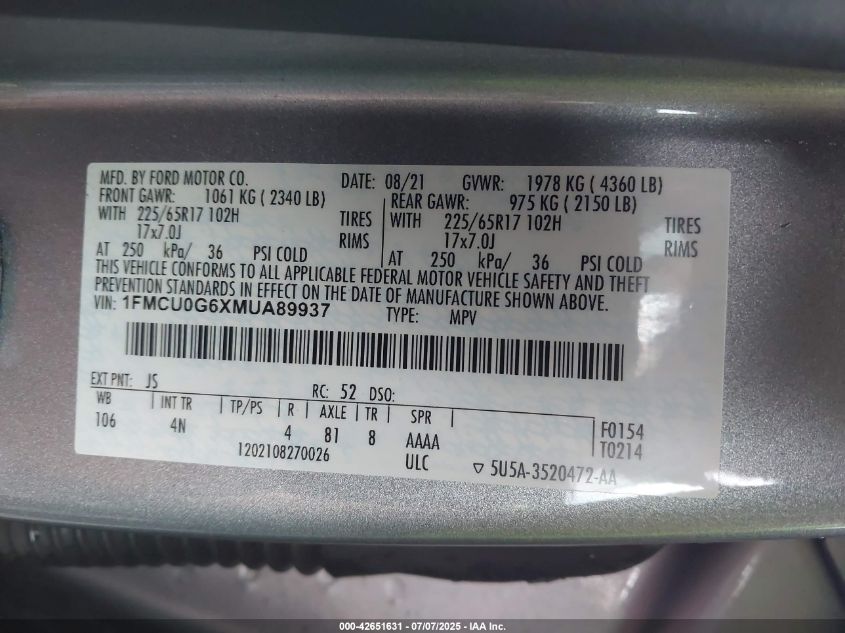 MFD. BY FORD MOTOR CO. DATE: 08/21 GVWR: 1978 KG ( 4360 LB)
FRONT GAWR: 1061 KG ( 2340 LB) REAR GAWR: 975 KG ( 2150 LB)
WITH 225/65R17 102H TIRES WITH 225/65R17 102H TIRES
17x7.0J RIMS 17x7.0J RIMS
AT 250 kPa/ 36 PSI COLD AT 250 kPa/ 36 PSI COLD
THIS VEHICLE CONFORMS TO ALL APPLICABLE FEDERAL MOTOR VEHICLE SAFETY AND THEFT
PREVENTION STANDARDS IN EFFECT ON THE DATE OF MANUFACTURE SHOWN ABOVE.
VIN: 1FMCU0G6XMUA89937 TYPE: MPV
EXT PNT: JS RC: 52 DSO:
WB INT TR TP/PS R AXLE TR SPR
106 4N 4 81 8 AAAA F0154
1202108270026 ULC T0214
5U5A-3520472-AA
000-42651631 - 07/07/2025 - IAA Inc.